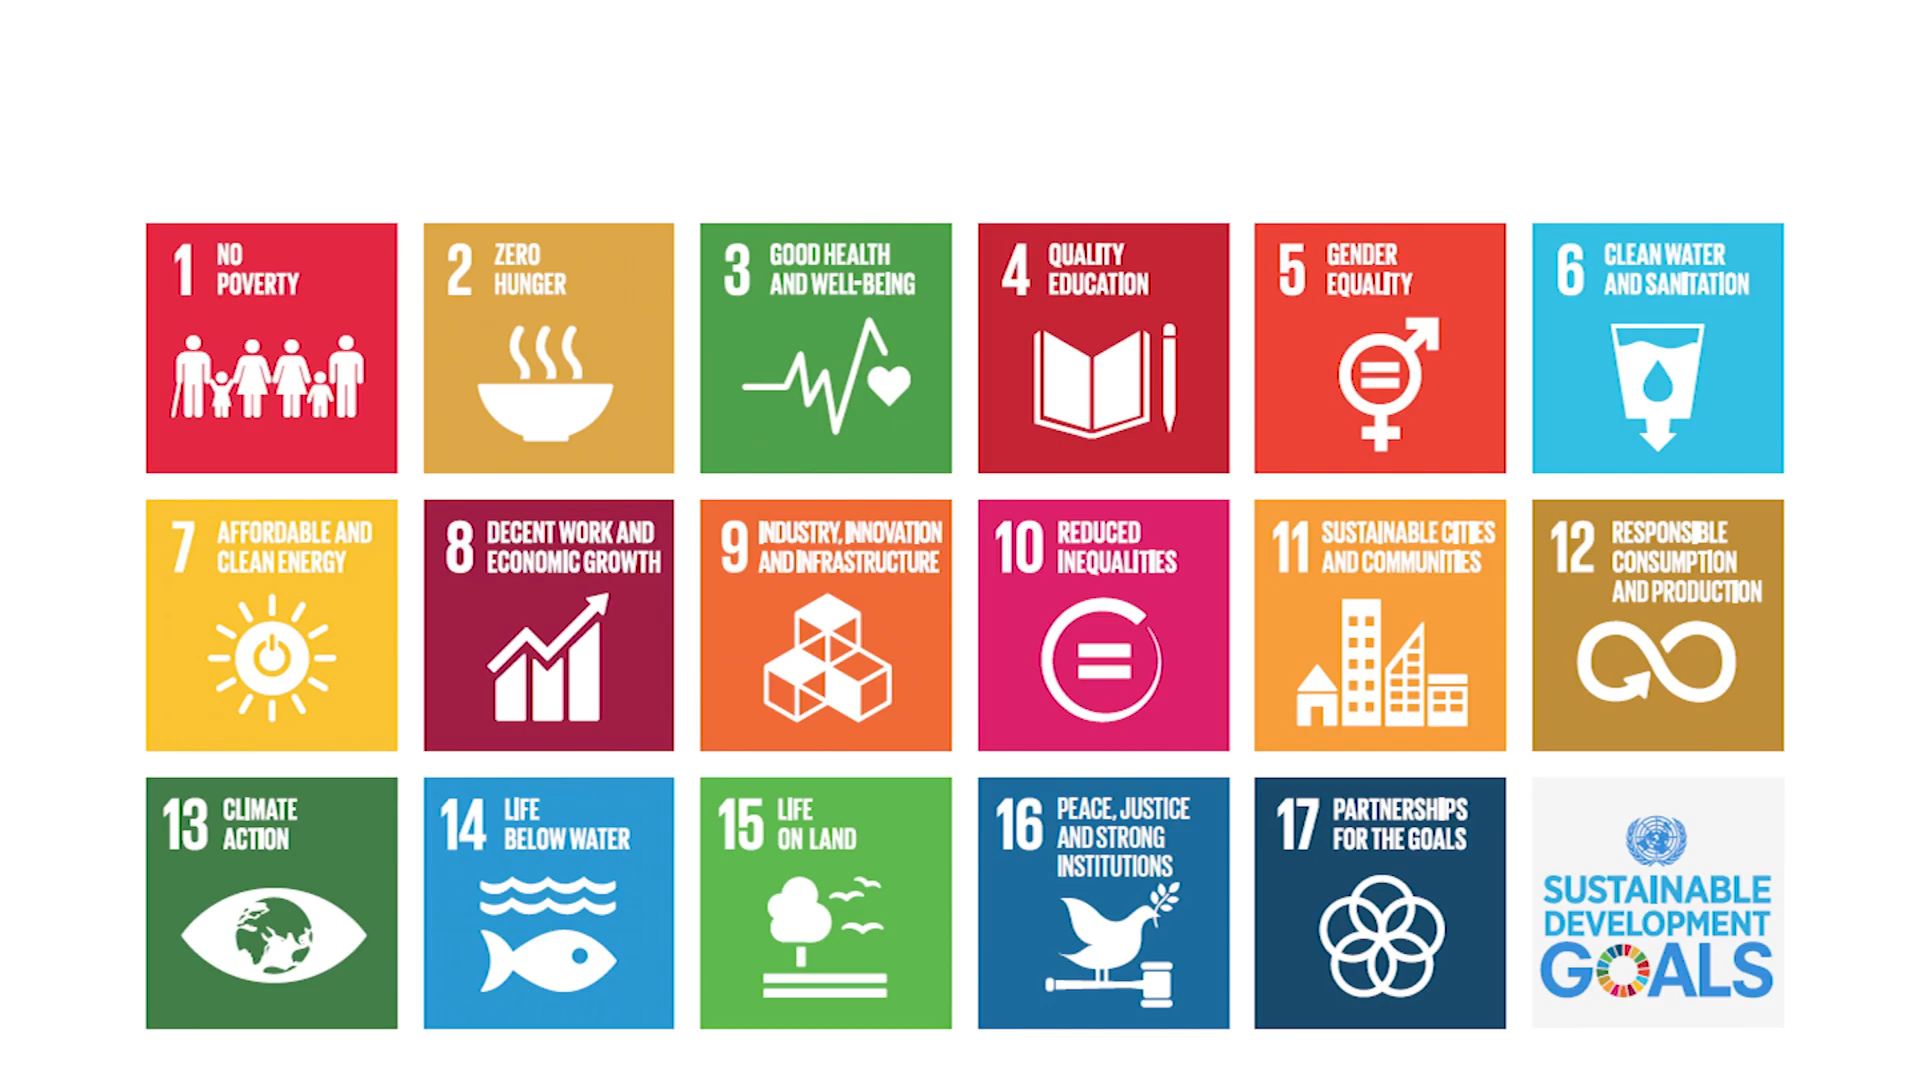 1 NO
POVERTY
2 ZERO
HUNGER
3 GOOD HEALTH
AND WELL-BEING
4 QUALITY
EDUCATION
5 GENDER
EQUALITY
6 CLEAN WATER
AND SANITATION
7 AFFORDABLE AND
CLEAN ENERGY
8 DECENT WORK AND
ECONOMIC GROWTH
9 INDUSTRY, INNOVATION
AND INFRASTRUCTURE
10 REDUCED
INEQUALITIES
11 SUSTAINABLE CITIES
AND COMMUNITIES
12 RESPONSIBLE
CONSUMPTION
AND PRODUCTION
13 CLIMATE
ACTION
14 LIFE
BELOW WATER
15 LIFE
ON LAND
16 PEACE, JUSTICE
AND STRONG
INSTITUTIONS
17 PARTNERSHIPS
FOR THE GOALS
SUSTAINABLE
DEVELOPMENT
GOALS